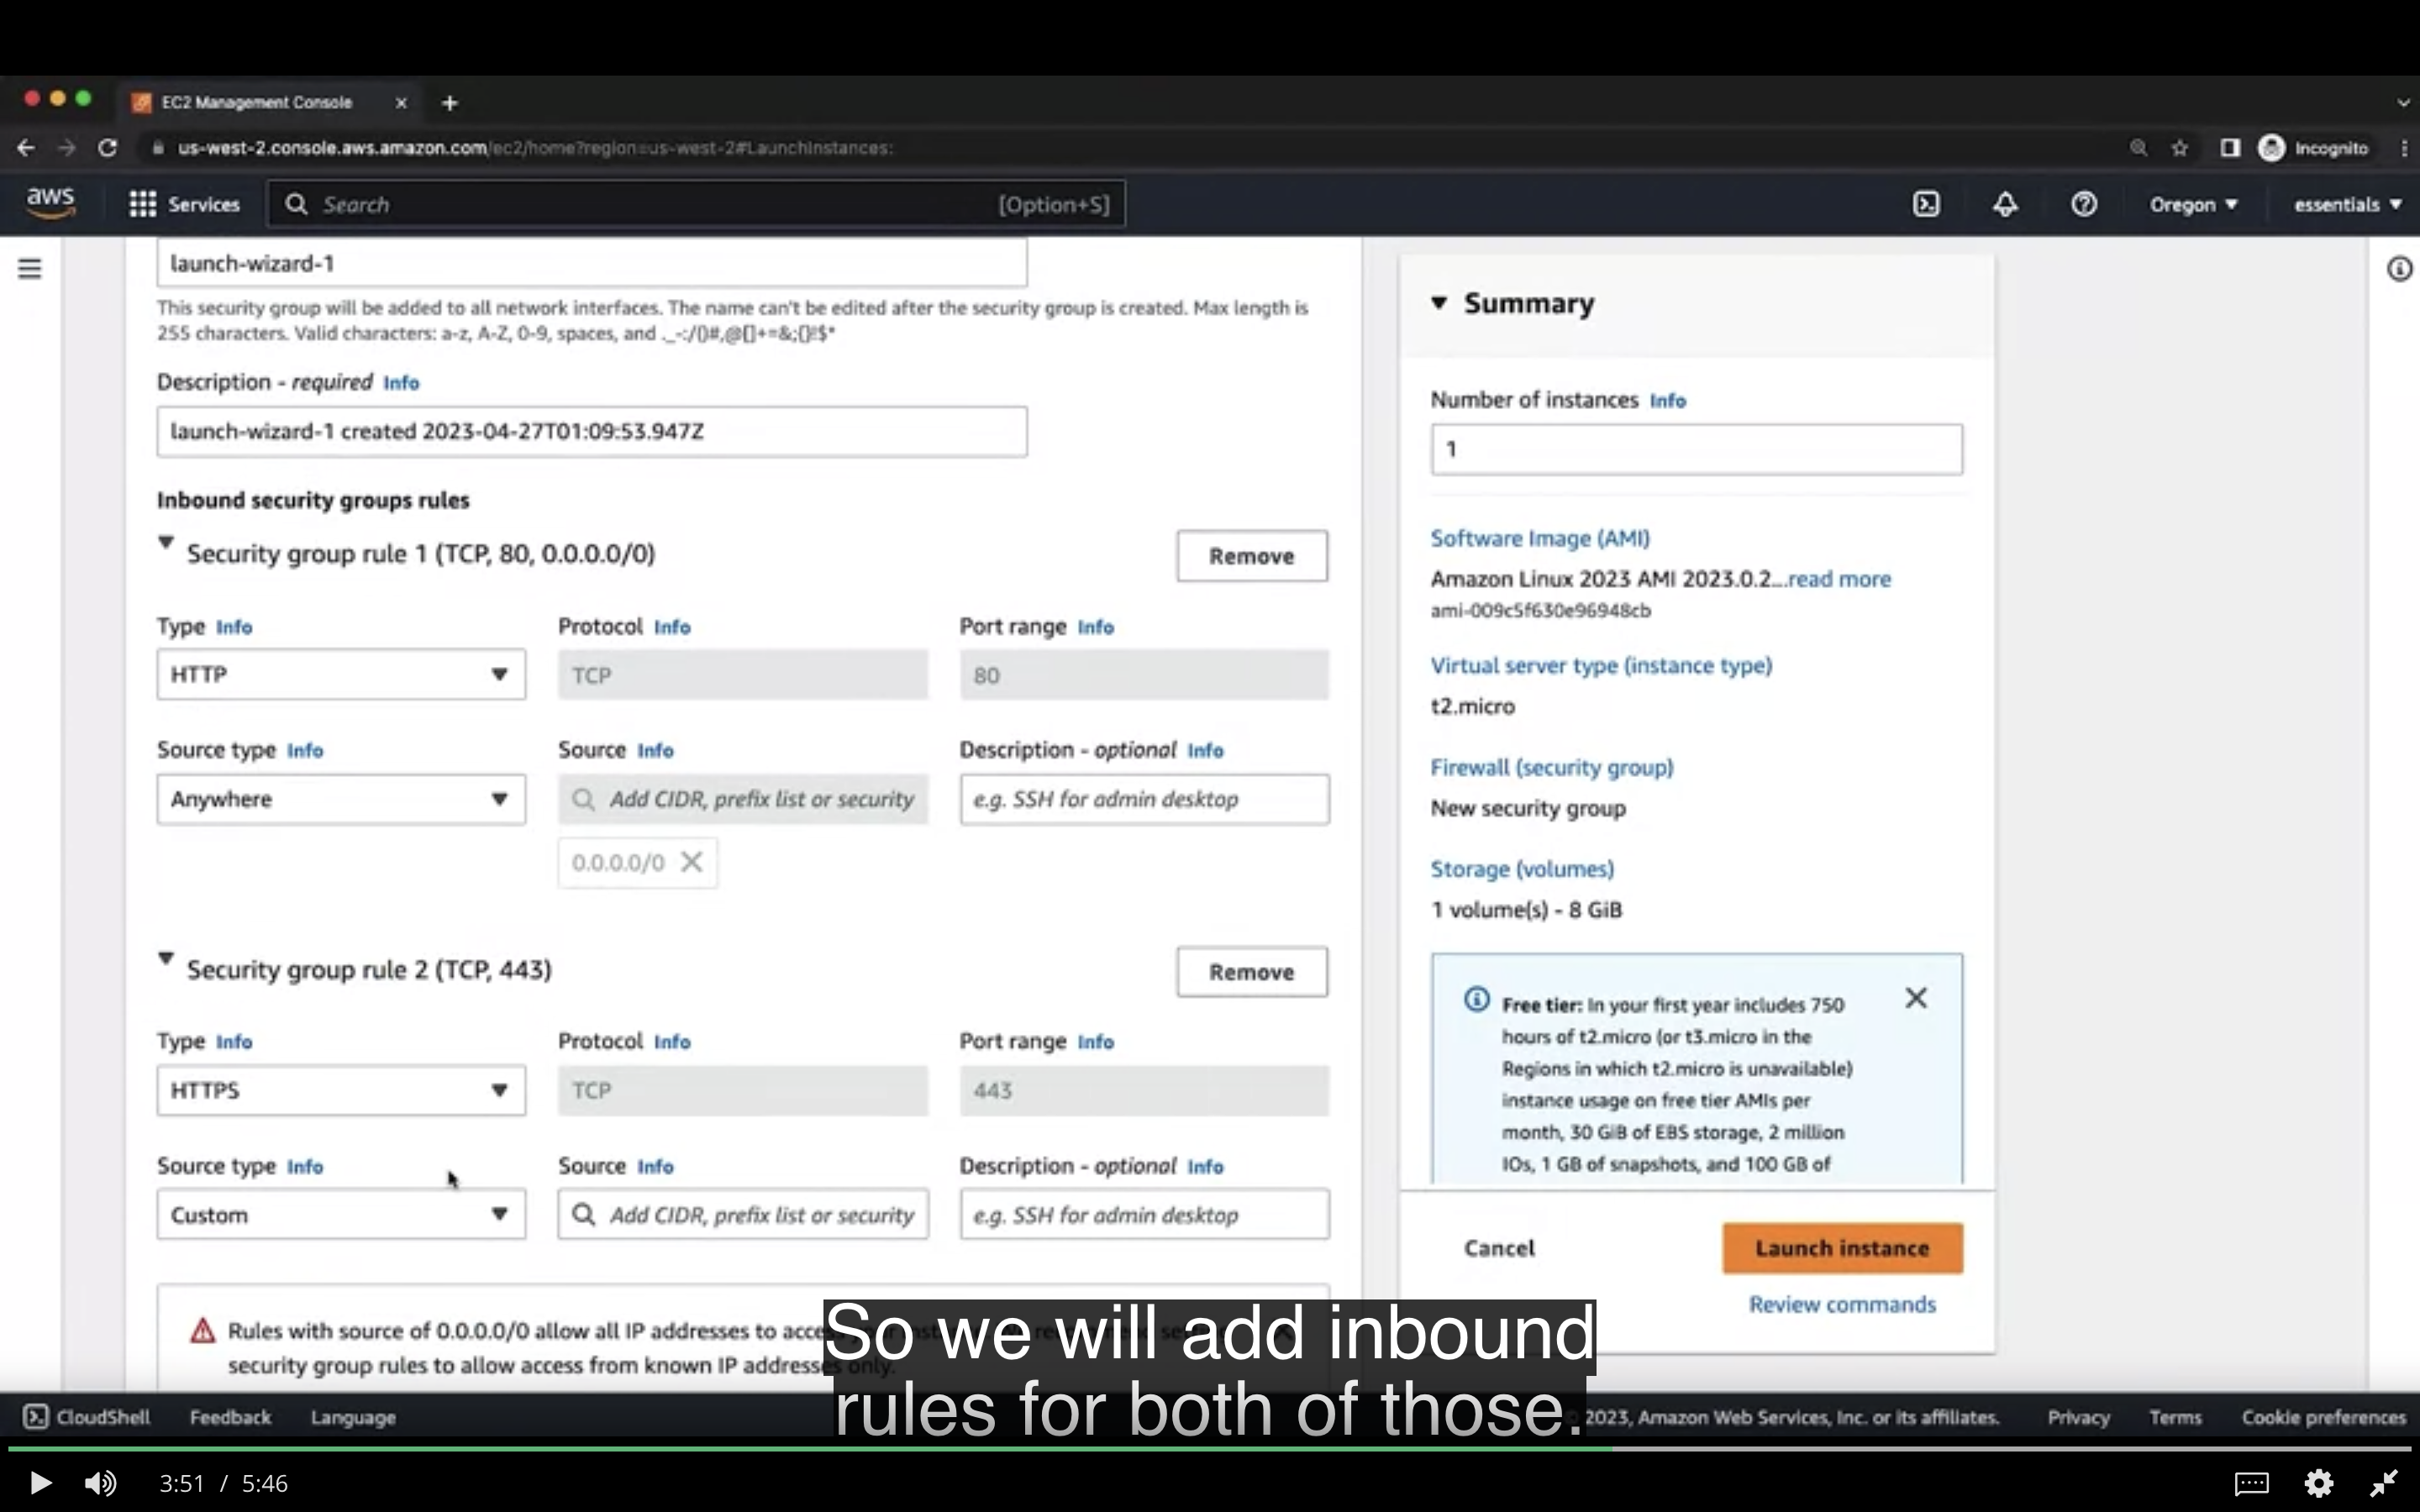 EC2 Management Console
us-west-2.console.aws.amazon.com/ec2/home?region=us-west-2#LaunchInstances:
Incognito
aws
Services
Search
[Option+S]
Oregon
essentials
launch-wizard-1
This security group will be added to all network interfaces. The name can't be edited after the security group is created. Max length is
255 characters. Valid characters: a-z, A-Z, 0-9, spaces, and ._-:/()#,@[]+=&;{}!$*
Description - required Info
launch-wizard-1 created 2023-04-27T01:09:53.947Z
Inbound security groups rules
Security group rule 1 (TCP, 80, 0.0.0.0/0)
Remove
Type Info
Protocol Info
Port range Info
HTTP
TCP
80
Source type Info
Source Info
Description - optional Info
Anywhere
Add CIDR, prefix list or security
e.g. SSH for admin desktop
0.0.0.0/0
Security group rule 2 (TCP, 443)
Remove
Type Info
Protocol Info
Port range Info
HTTPS
TCP
443
Source type Info
Source Info
Description - optional Info
Custom
Add CIDR, prefix list or security
e.g. SSH for admin desktop
Rules with source of 0.0.0.0/0 allow all IP addresses to
security group rules to allow access from known IP addresses only.
Summary
Number of instances Info
1
Software Image (AMI)
Amazon Linux 2023 AMI 2023.0.2...read more
ami-009c5f630e96948cb
Virtual server type (instance type)
t2.micro
Firewall (security group)
New security group
Storage (volumes)
1 volume(s) - 8 GiB
Free tier: In your first year includes 750
hours of t2.micro (or t3.micro in the
Regions in which t2.micro is unavailable)
instance usage on free tier AMIs per
month, 30 GiB of EBS storage, 2 million
IOs, 1 GB of snapshots, and 100 GB of
Cancel
Launch instance
Review commands
So we will add inbound
rules for both of those.
CloudShell
Feedback
Language
2023, Amazon Web Services, Inc. or its affiliates.
Privacy
Terms
Cookie preferences
3:51 / 5:46